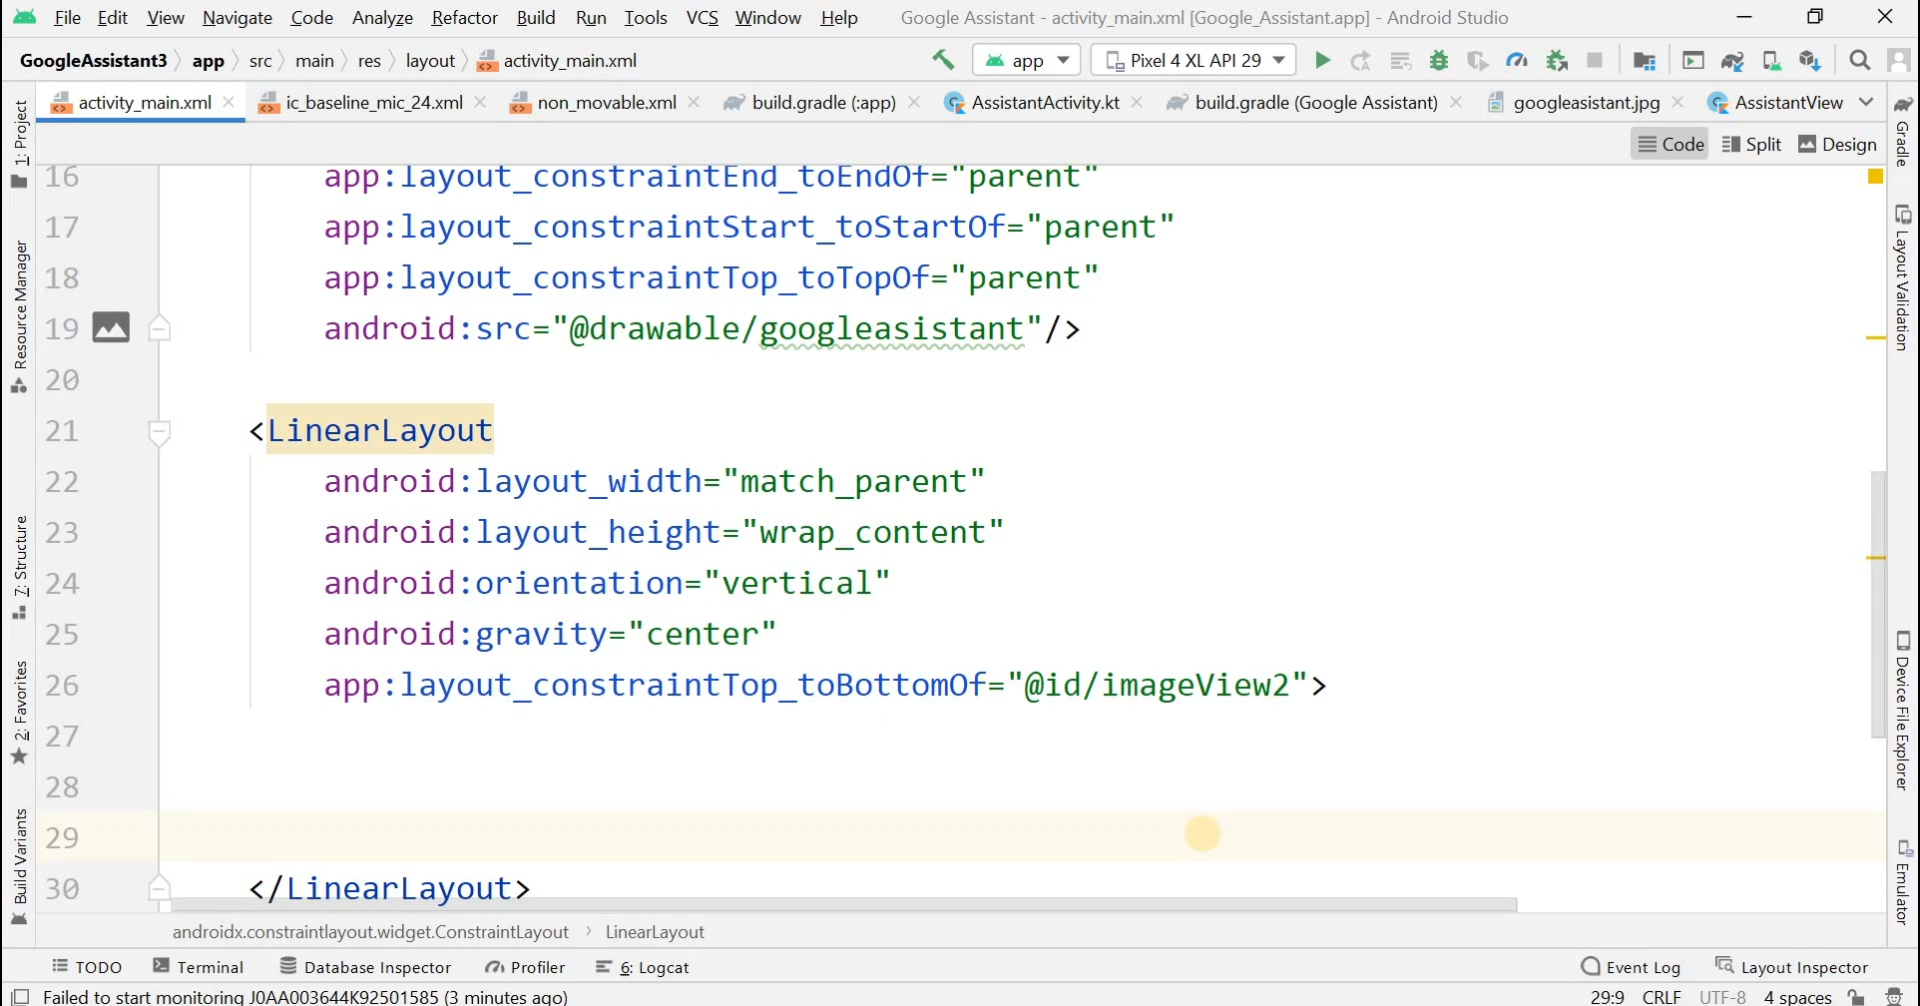 File Edit View Navigate Code Analyze Refactor Build Run Tools VCS Window Help Google Assistant - activity_main.xml [Google_Assistant.app] - Android Studio
GoogleAssistant3 app src main res layout activity_main.xml app Pixel 4 XL API 29
activity_main.xml ic_baseline_mic_24.xml non_movable.xml build.gradle (:app) AssistantActivity.kt build.gradle (Google Assistant) googleasistant.jpg AssistantView
Code Split Design
1: Project
Resource Manager
7: Structure
2: Favorites
Build Variants
16 app:layout_constraintEnd_toEndOf="parent"
17 app:layout_constraintStart_toStartOf="parent"
18 app:layout_constraintTop_toTopOf="parent"
19 android:src="@drawable/googleasistant"/>
20
21 <LinearLayout
22 android:layout_width="match_parent"
23 android:layout_height="wrap_content"
24 android:orientation="vertical"
25 android:gravity="center"
26 app:layout_constraintTop_toBottomOf="@id/imageView2">
27
28
29
30 </LinearLayout>
Gradle
Layout Validation
Device File Explorer
Emulator
androidx.constraintlayout.widget.ConstraintLayout LinearLayout
TODO Terminal Database Inspector Profiler 6: Logcat Event Log Layout Inspector
Failed to start monitoring J0AA003644K92501585 (3 minutes ago) 29:9 CRLF UTF-8 4 spaces